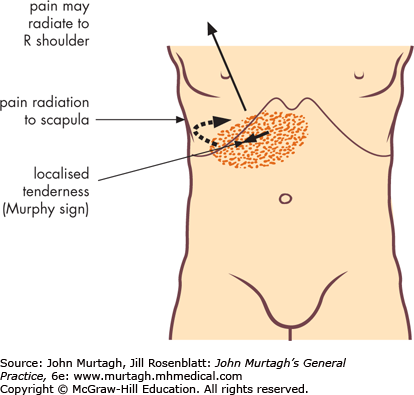 pain may
radiate to
R shoulder
pain radiation
to scapula
localised
tenderness
(Murphy sign)
Source: John Murtagh, Jill Rosenblatt: John Murtagh's General
Practice, 6e: www.murtagh.mhmedical.com
Copyright © McGraw-Hill Education. All rights reserved.